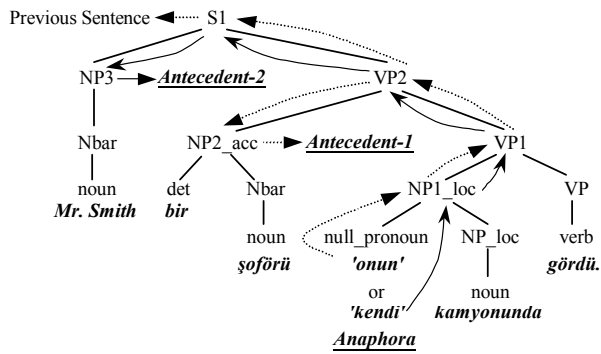 Previous Sentence S1
NP3 Antecedent-2 VP2
Nbar NP2_acc Antecedent-1 VP1
noun det Nbar NP1_loc VP
Mr. Smith bir
noun null_pronoun NP_loc verb
şoförü 'onun' gördü.
or noun
'kendi' kamyonunda
Anaphora